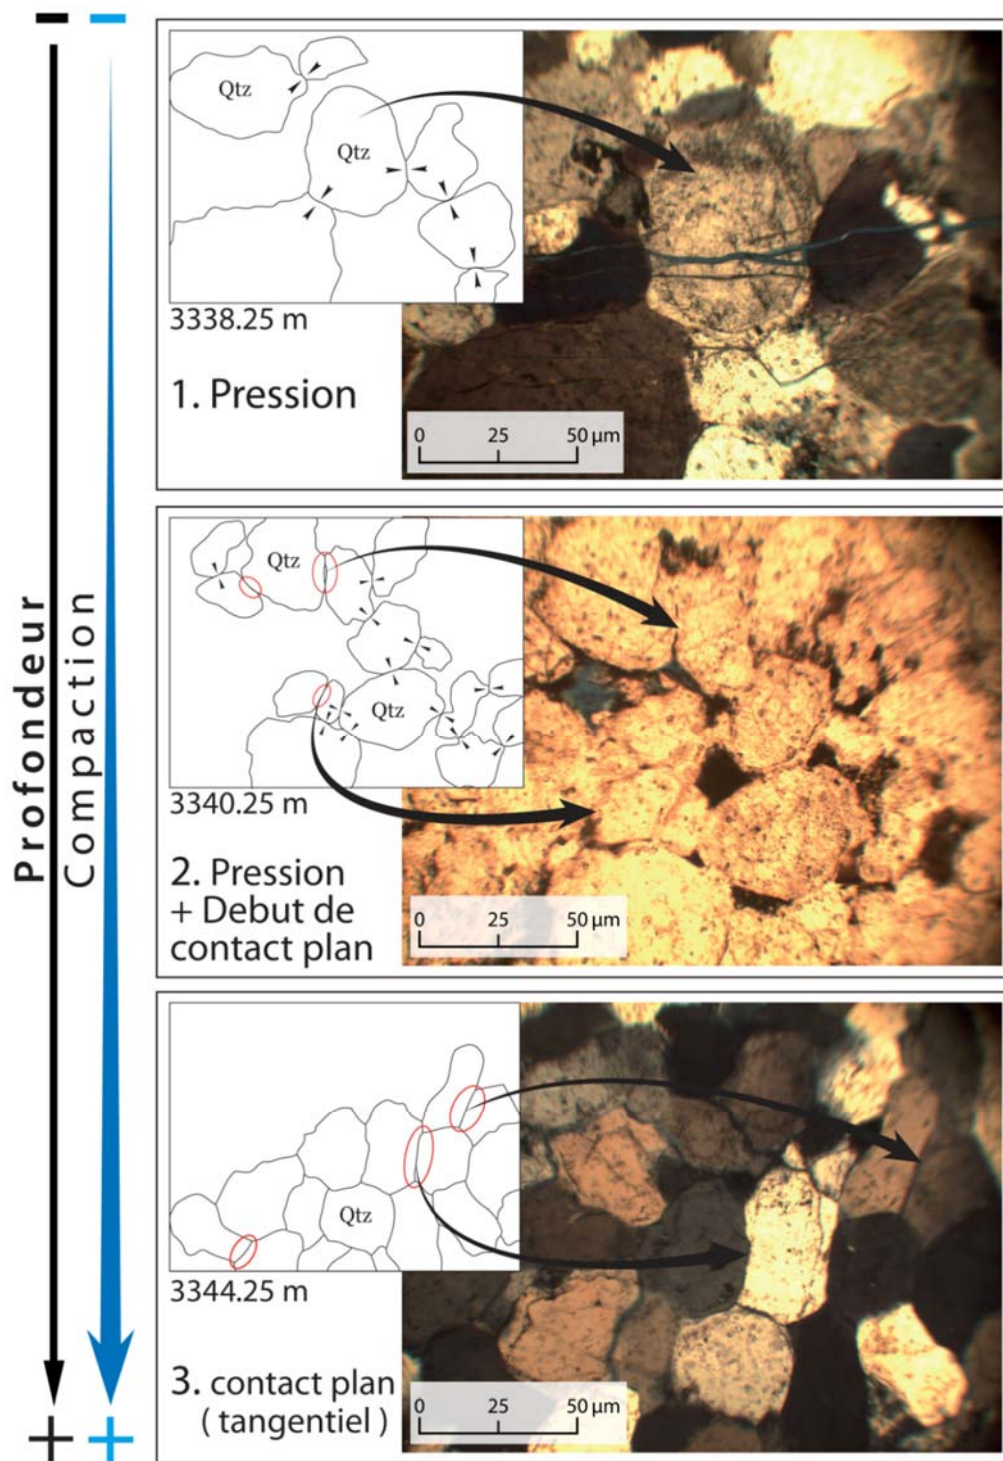 Profondeur
Compaction
Qtz
Qtz
3338.25 m
1. Pression
0 25 50 µm
Qtz
Qtz
3340.25 m
2. Pression
+ Debut de
contact plan
0 25 50 µm
Qtz
3344.25 m
3. contact plan
( tangentiel )
0 25 50 µm